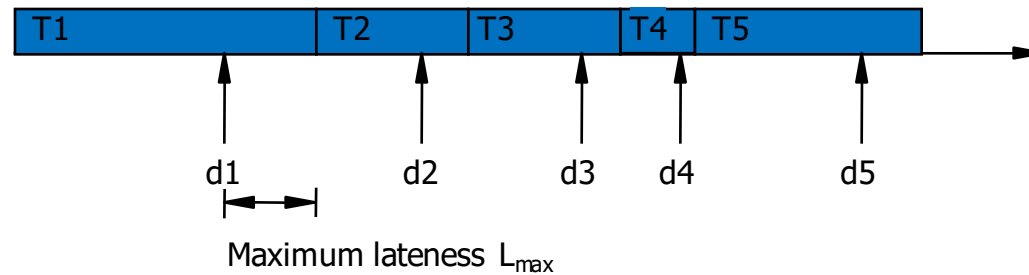 T1 T2 T3 T4 T5
d1 d2 d3 d4 d5
Maximum lateness Lmax